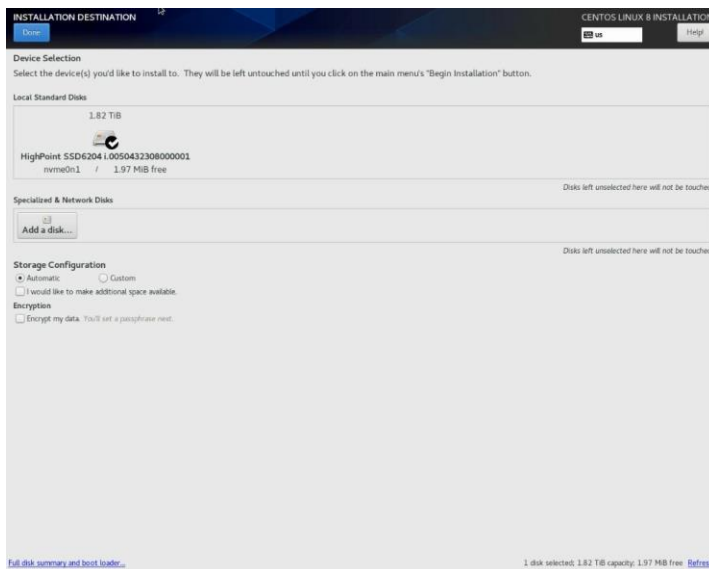 INSTALLATION DESTINATION
CENTOS LINUX 8 INSTALLATION
Done
us
Help!
Device Selection
Select the device(s) you'd like to install to. They will be left untouched until you click on the main menu's "Begin Installation" button.
Local Standard Disks
1.82 TiB
HighPoint SSD6204 i.0050432308000001
nvme0n1 / 1.97 MiB free
Disks left unselected here will not be touched
Specialized & Network Disks
Add a disk...
Disks left unselected here will not be touched
Storage Configuration
Automatic Custom
I would like to make additional space available.
Encryption
Encrypt my data. You'll set a passphrase next.
Full disk summary and boot loader...
1 disk selected; 1.82 TiB capacity; 1.97 MiB free Refres